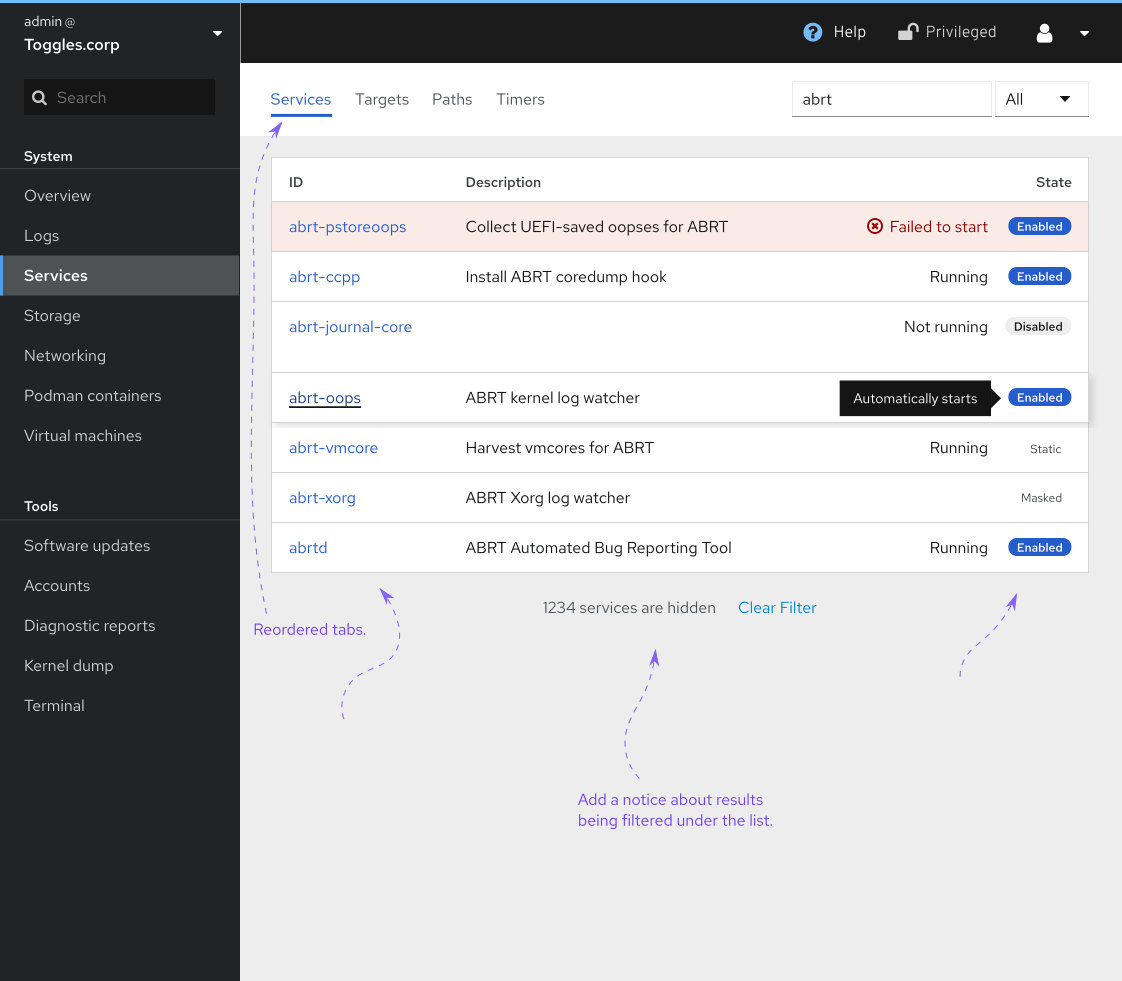 admin @
Toggles.corp
Help
Privileged
Search
Services Targets Paths Timers
abrt
All
System
Overview
Logs
Services
Storage
Networking
Podman containers
Virtual machines
Tools
Software updates
Accounts
Diagnostic reports
Kernel dump
Terminal
ID Description State
abrt-pstoreoops Collect UEFI-saved oopses for ABRT Failed to start Enabled
abrt-ccpp Install ABRT coredump hook Running Enabled
abrt-journal-core Not running Disabled
abrt-oops ABRT kernel log watcher Automatically starts Enabled
abrt-vmcore Harvest vmcores for ABRT Running Static
abrt-xorg ABRT Xorg log watcher Masked
abrtd ABRT Automated Bug Reporting Tool Running Enabled
1234 services are hidden Clear Filter
Reordered tabs.
Add a notice about results
being filtered under the list.